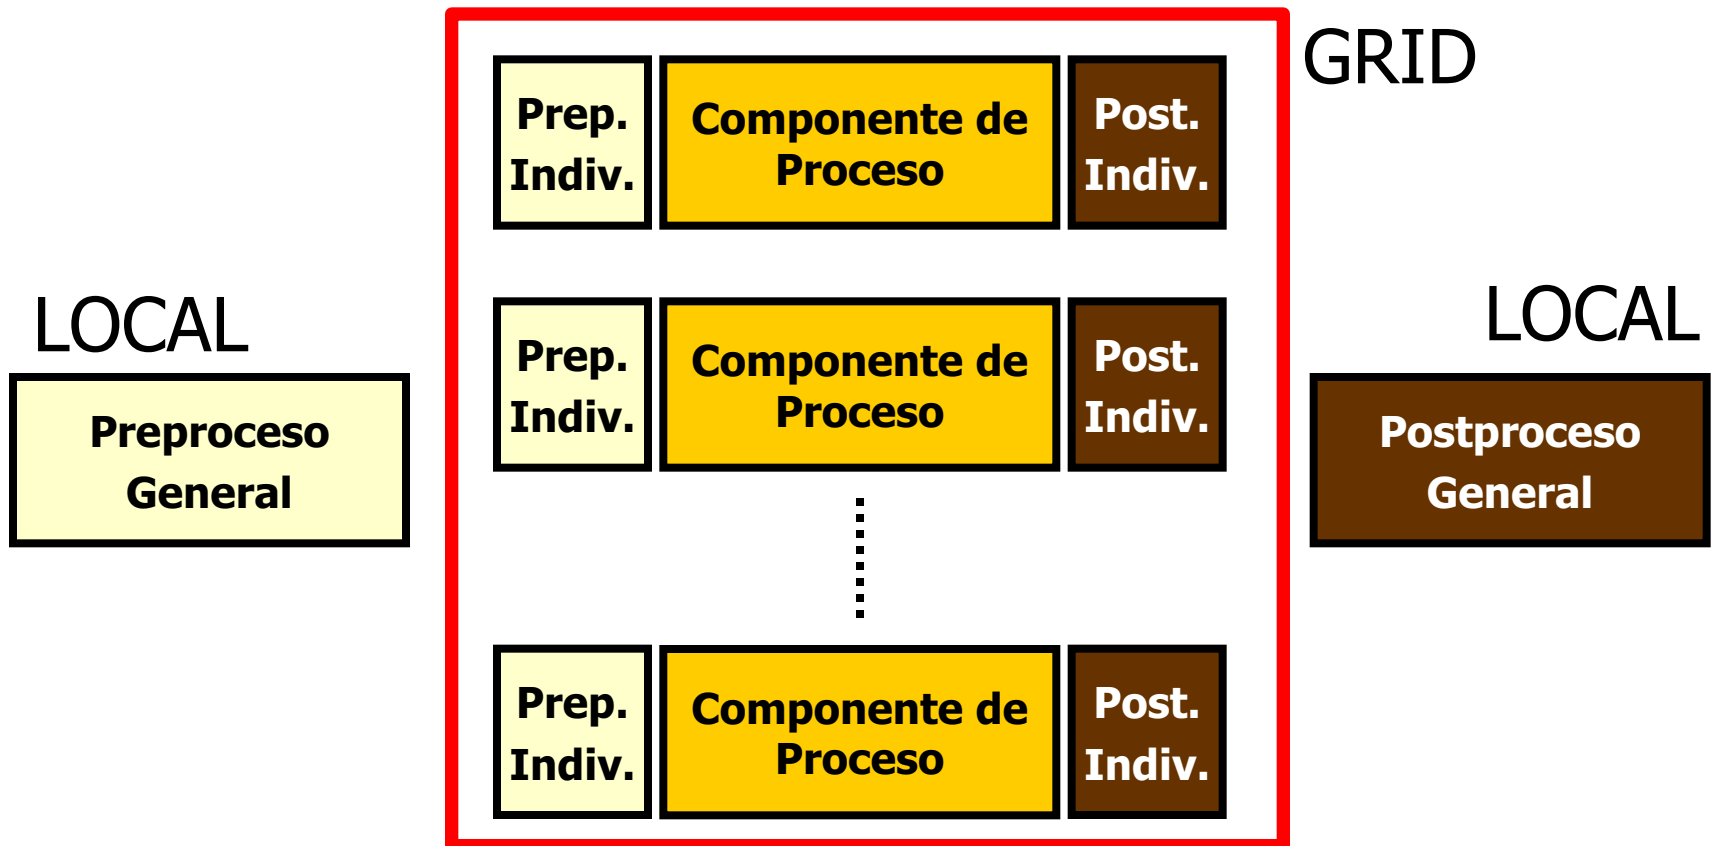 LOCAL
Preproceso
General
GRID
Prep.
Indiv.
Componente de
Proceso
Post.
Indiv.
Prep.
Indiv.
Componente de
Proceso
Post.
Indiv.
Prep.
Indiv.
Componente de
Proceso
Post.
Indiv.
LOCAL
Postproceso
General